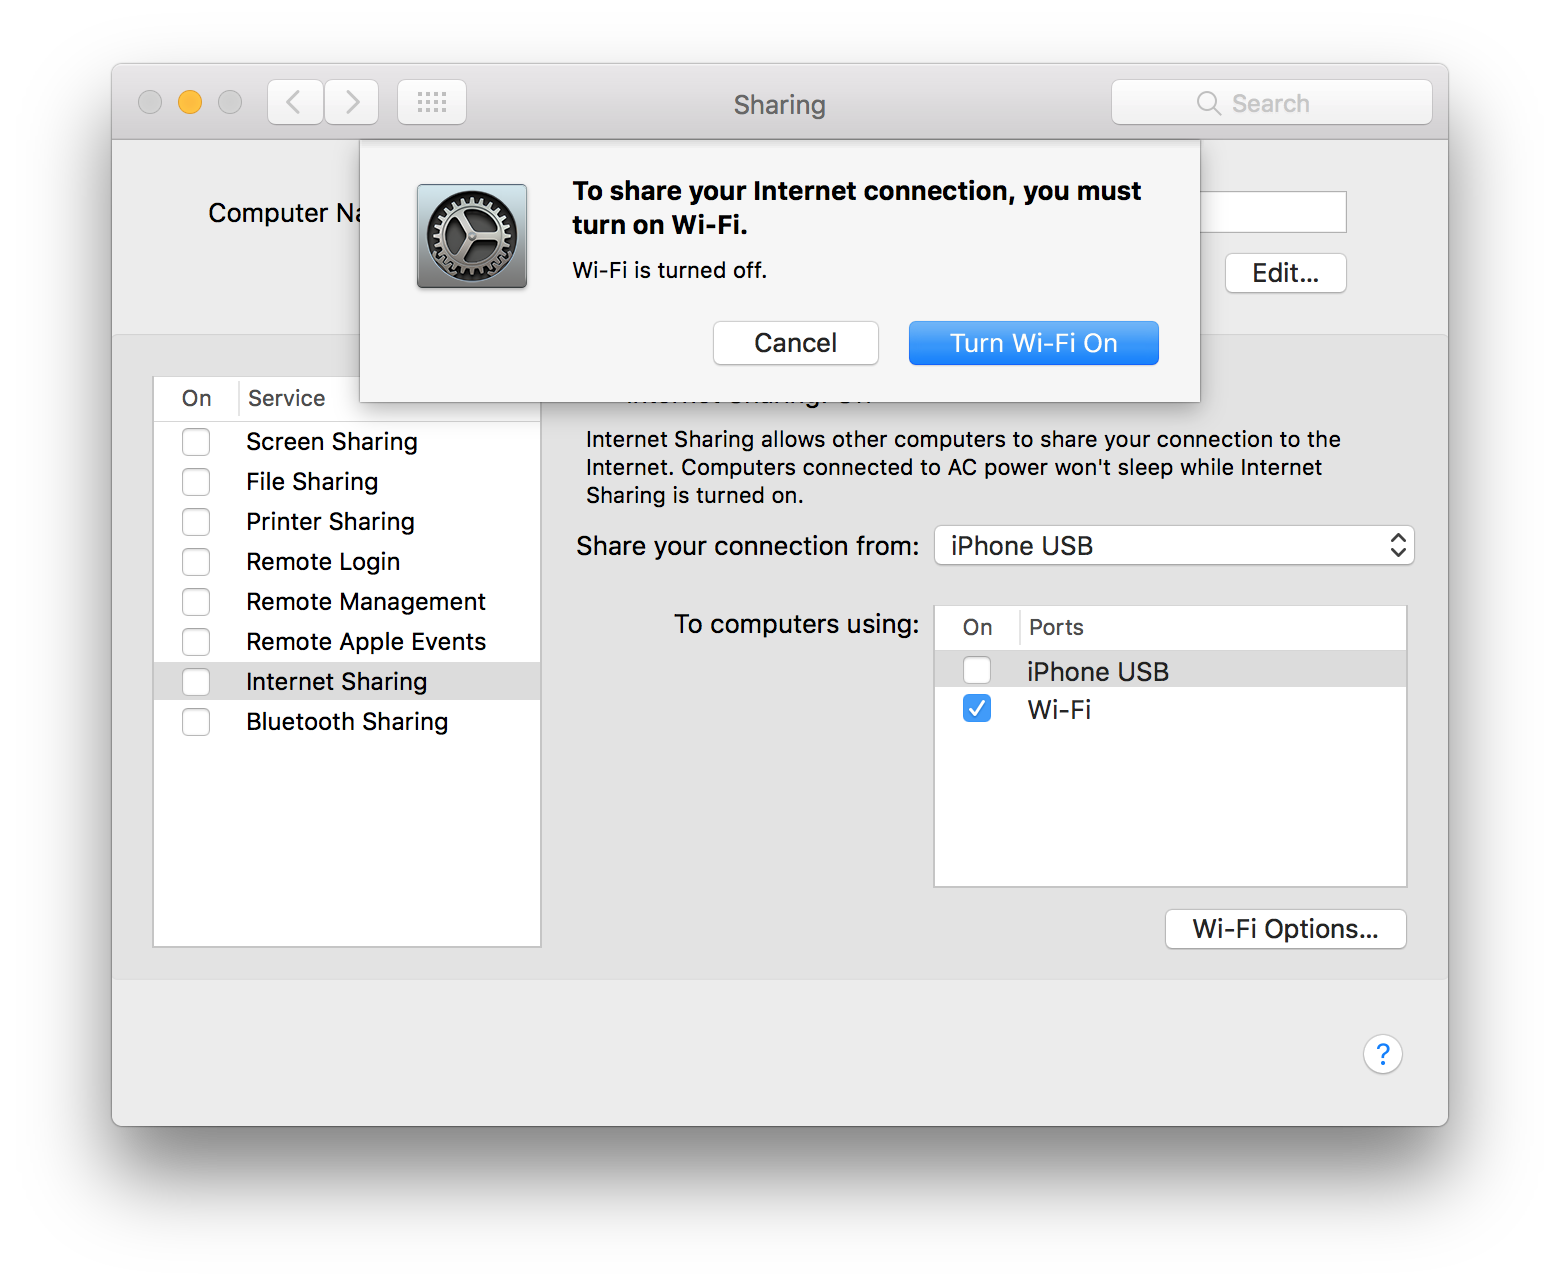 Sharing
Search
To share your Internet connection, you must
turn on Wi-Fi.
Wi-Fi is turned off.
Cancel
Turn Wi-Fi On
Computer
Edit...
On Service
Screen Sharing
File Sharing
Printer Sharing
Remote Login
Remote Management
Remote Apple Events
Internet Sharing
Bluetooth Sharing
Internet Sharing allows other computers to share your connection to the
Internet. Computers connected to AC power won't sleep while Internet
Sharing is turned on.
Share your connection from: iPhone USB
To computers using:
On Ports
iPhone USB
Wi-Fi
Wi-Fi Options...
?